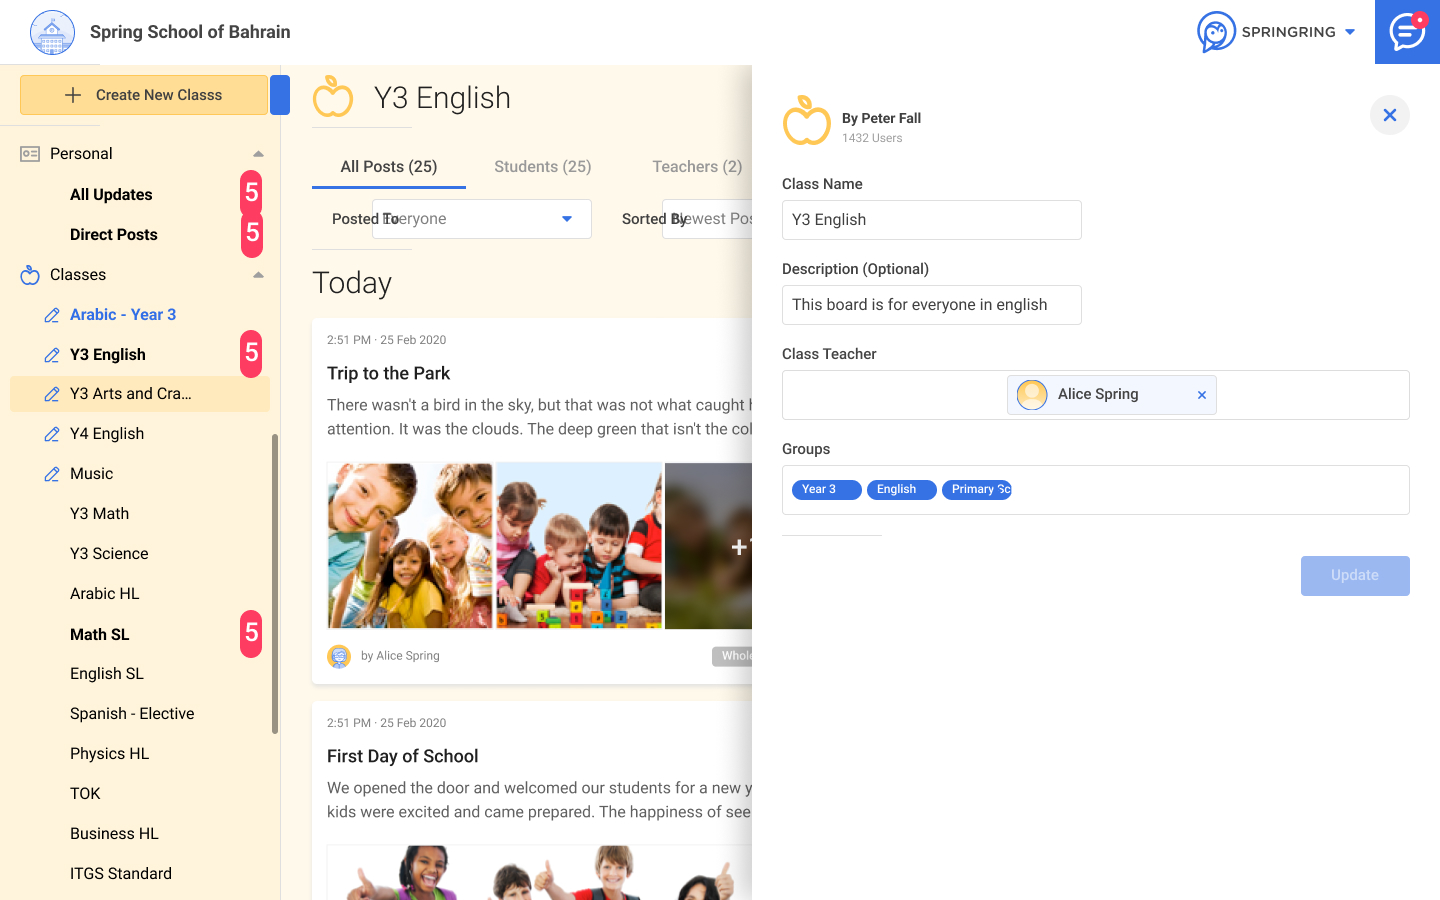 Spring School of Bahrain
SPRINGRING
Create New Classs
Personal
All Updates
5
Direct Posts
5
Classes
Arabic - Year 3
Y3 English
5
Y3 Arts and Cra...
Y4 English
Music
Y3 Math
Y3 Science
Arabic HL
Math SL
5
English SL
Spanish - Elective
Physics HL
TOK
Business HL
ITGS Standard
Y3 English
All Posts (25)
Students (25)
Teachers (2)
Posted To
Everyone
Sorted By
Newest Pos
Today
2:51 PM · 25 Feb 2020
Trip to the Park
There wasn't a bird in the sky, but that was not what caught h
attention. It was the clouds. The deep green that isn't the col
+1
by Alice Spring
Whole
2:51 PM · 25 Feb 2020
First Day of School
We opened the door and welcomed our students for a new y
kids were excited and came prepared. The happiness of see
By Peter Fall
1432 Users
Class Name
Y3 English
Description (Optional)
This board is for everyone in english
Class Teacher
Alice Spring
Groups
Year 3
English
Primary Sc
Update